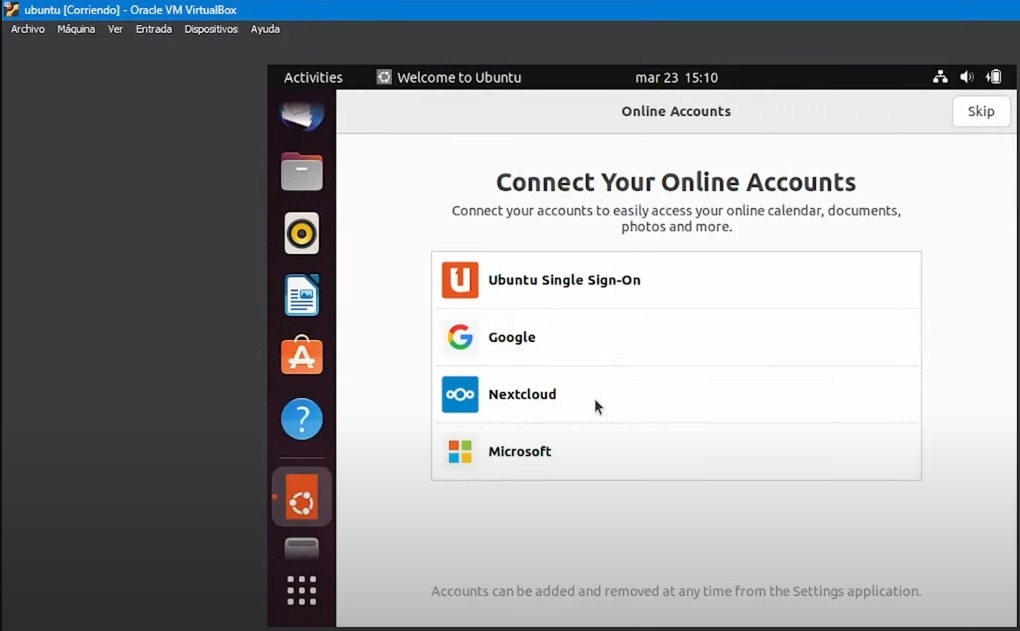 ubuntu [Corriendo] - Oracle VM VirtualBox
Archivo Máquina Ver Entrada Dispositivos Ayuda
Activities Welcome to Ubuntu mar 23 15:10
Online Accounts Skip
Connect Your Online Accounts
Connect your accounts to easily access your online calendar, documents,
photos and more.
Ubuntu Single Sign-On
Google
Nextcloud
Microsoft
Accounts can be added and removed at any time from the Settings application.